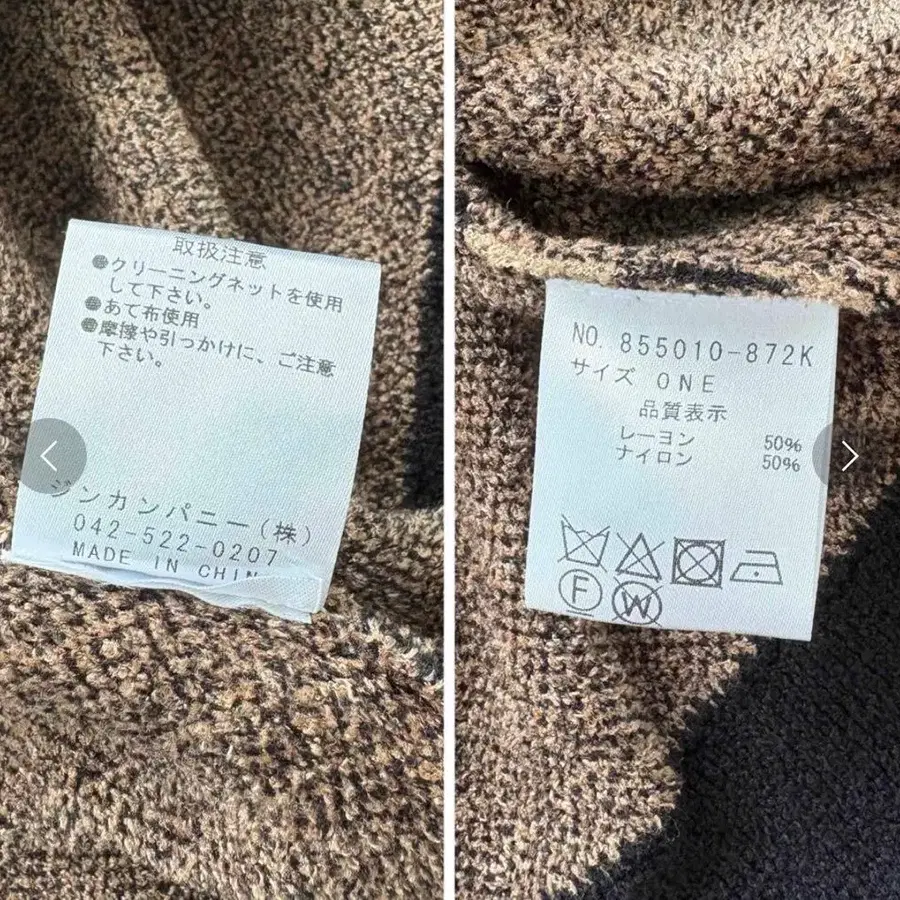 取扱注意
●クリーニングネットを使用
して下さい。
●あて布使用
●摩擦や引っかけに、ご注意
下さい。
ジンカンパニー(株)
042-522-0207
MADE IN CHIN
NO. 855010-872K
サイズ ONE
品質表示
レーヨン 50%
ナイロン 50%
F
W